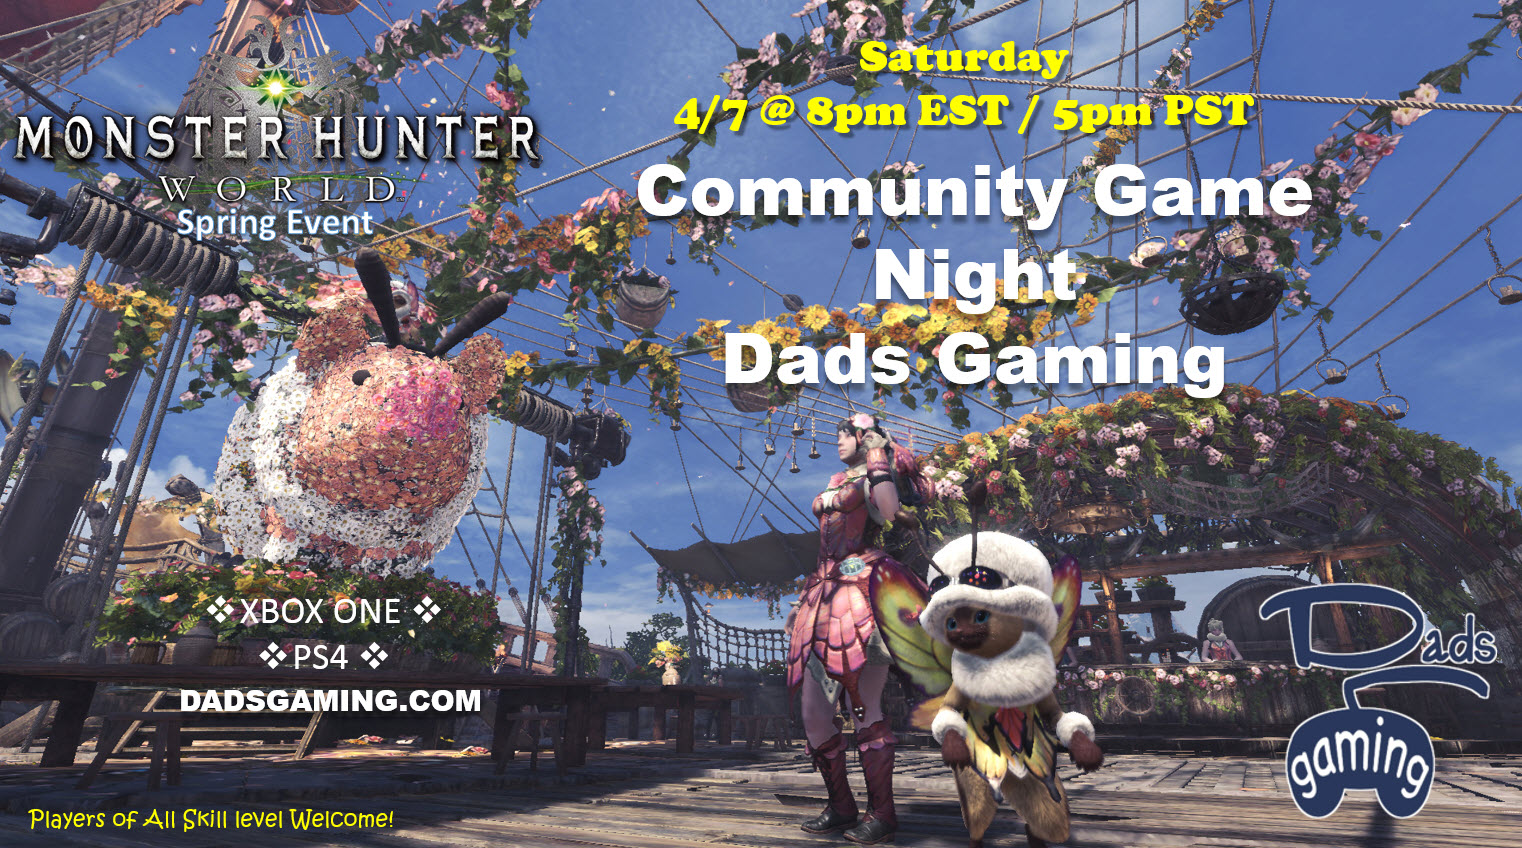 MONSTER HUNTER
WORLD
Spring Event
Saturday
4/7 @ 8pm EST / 5pm PST
Community Game
Night
Dads Gaming
❖XBOX ONE ❖
❖PS4 ❖
DADSGAMING.COM
Players of All Skill level Welcome!
Dads
gaming